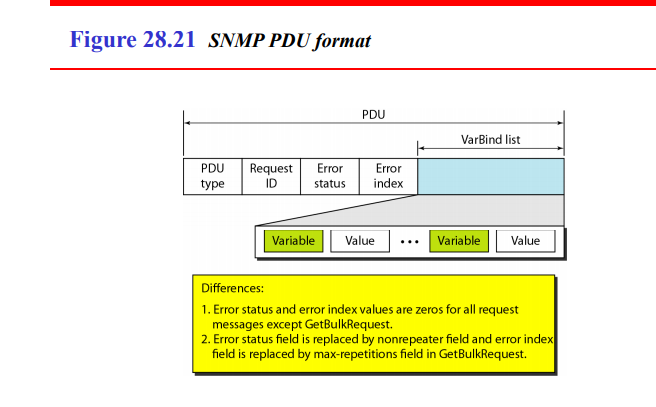 Figure 28.21 SNMP PDU format
PDU
VarBind list
PDU type
Request ID
Error status
Error index
Variable Value ... Variable Value
Differences:
1. Error status and error index values are zeros for all request
messages except GetBulkRequest.
2. Error status field is replaced by nonrepeater field and error index
field is replaced by max-repetitions field in GetBulkRequest.